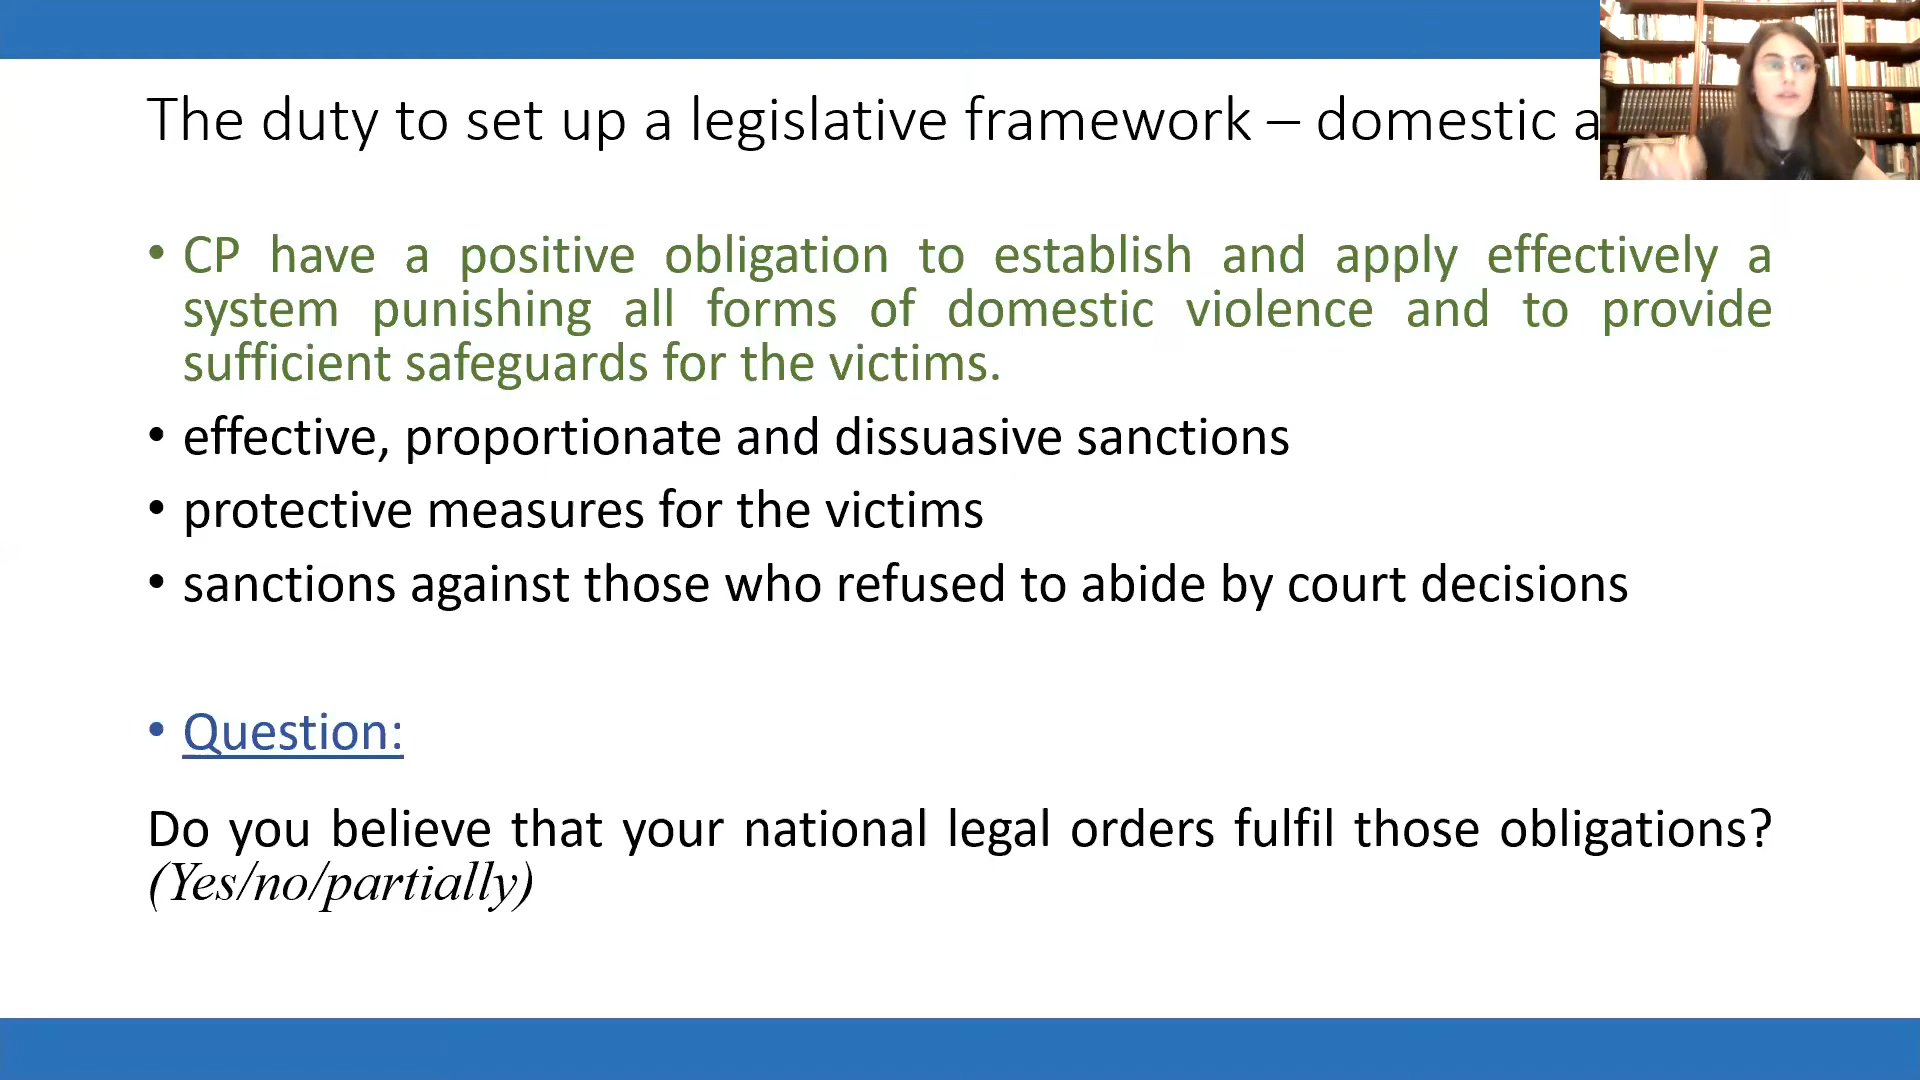 The duty to set up a legislative framework – domestic a
• CP have a positive obligation to establish and apply effectively a
system punishing all forms of domestic violence and to provide
sufficient safeguards for the victims.
• effective, proportionate and dissuasive sanctions
• protective measures for the victims
• sanctions against those who refused to abide by court decisions
• Question:
Do you believe that your national legal orders fulfil those obligations?
(Yes/no/partially)